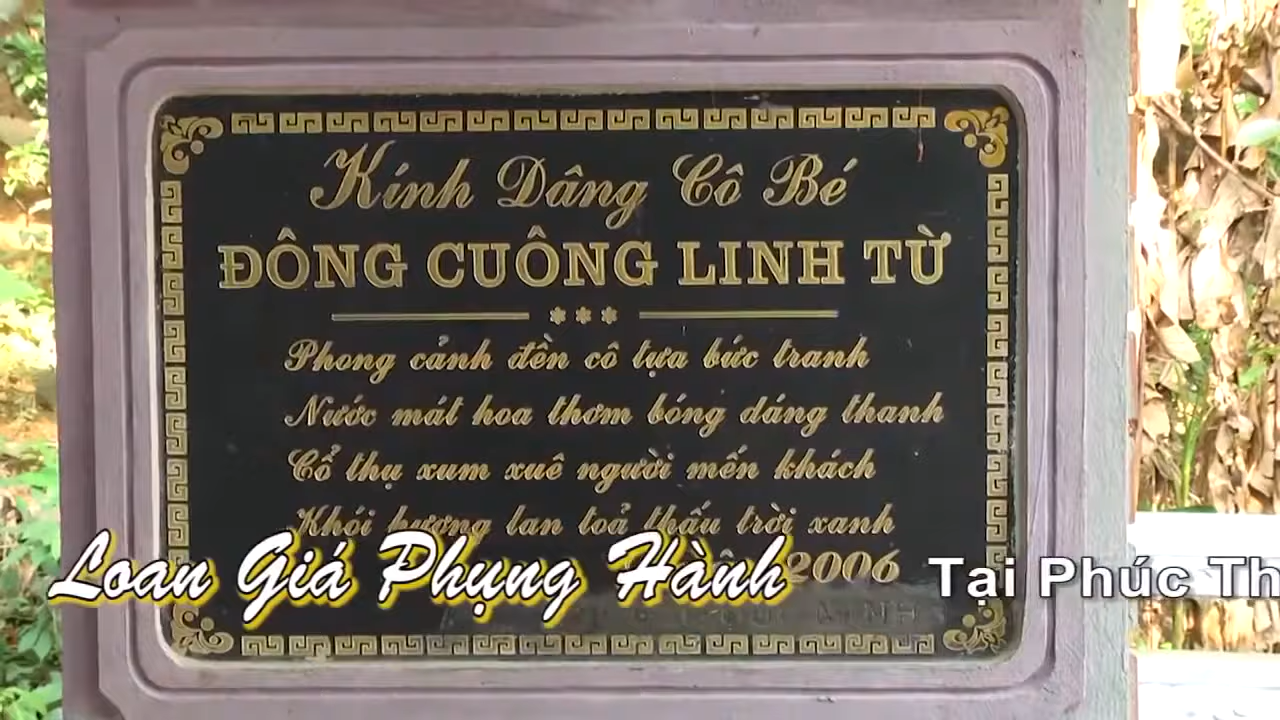 Kính Dâng Cô Bé
ĐÔNG CUÔNG LINH TỪ
***
Phong cảnh đền cô tựa bức tranh
Nước mát hoa thơm bóng dáng thanh
Cổ thụ xum xuê người mến khách
Khói hương lan toả thấu trời xanh
2006
Loan Giá Phụng Hành
Tại Phúc Th